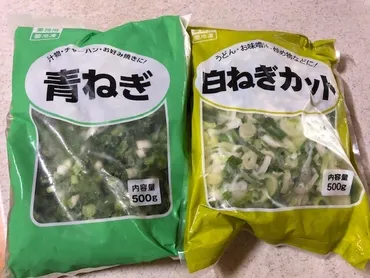 汁物・チャーハン・お好み焼きに!
青ねぎ
内容量
500g
うどん・お味噌汁、炒め物などに!
白ねぎカット
内容量
500g